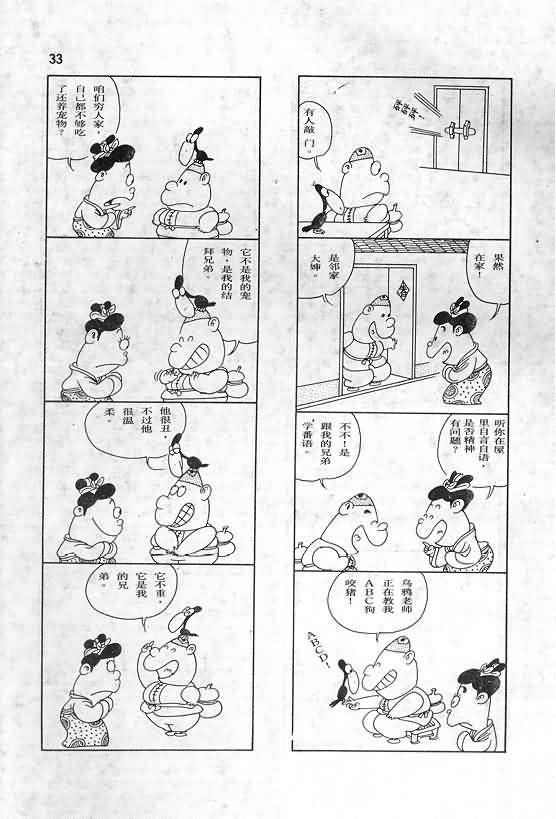 33
砰砰砰!
有人敲门。
果然
在家!
是邻家
大婶。
春
听你在屋
里自言自语,
是否精神
有问题?
不不!是
跟我的兄弟
学番语。
乌鸦老师
正在教我
ABC狗
咬猪!
ABCD!
咱们穷人家,
自己都不够吃
了还养宠物?
它不是我的宠
物,是我的结
拜兄弟。
他很丑,
不过他
很温
柔。
它不重,
它是我
的兄
弟。